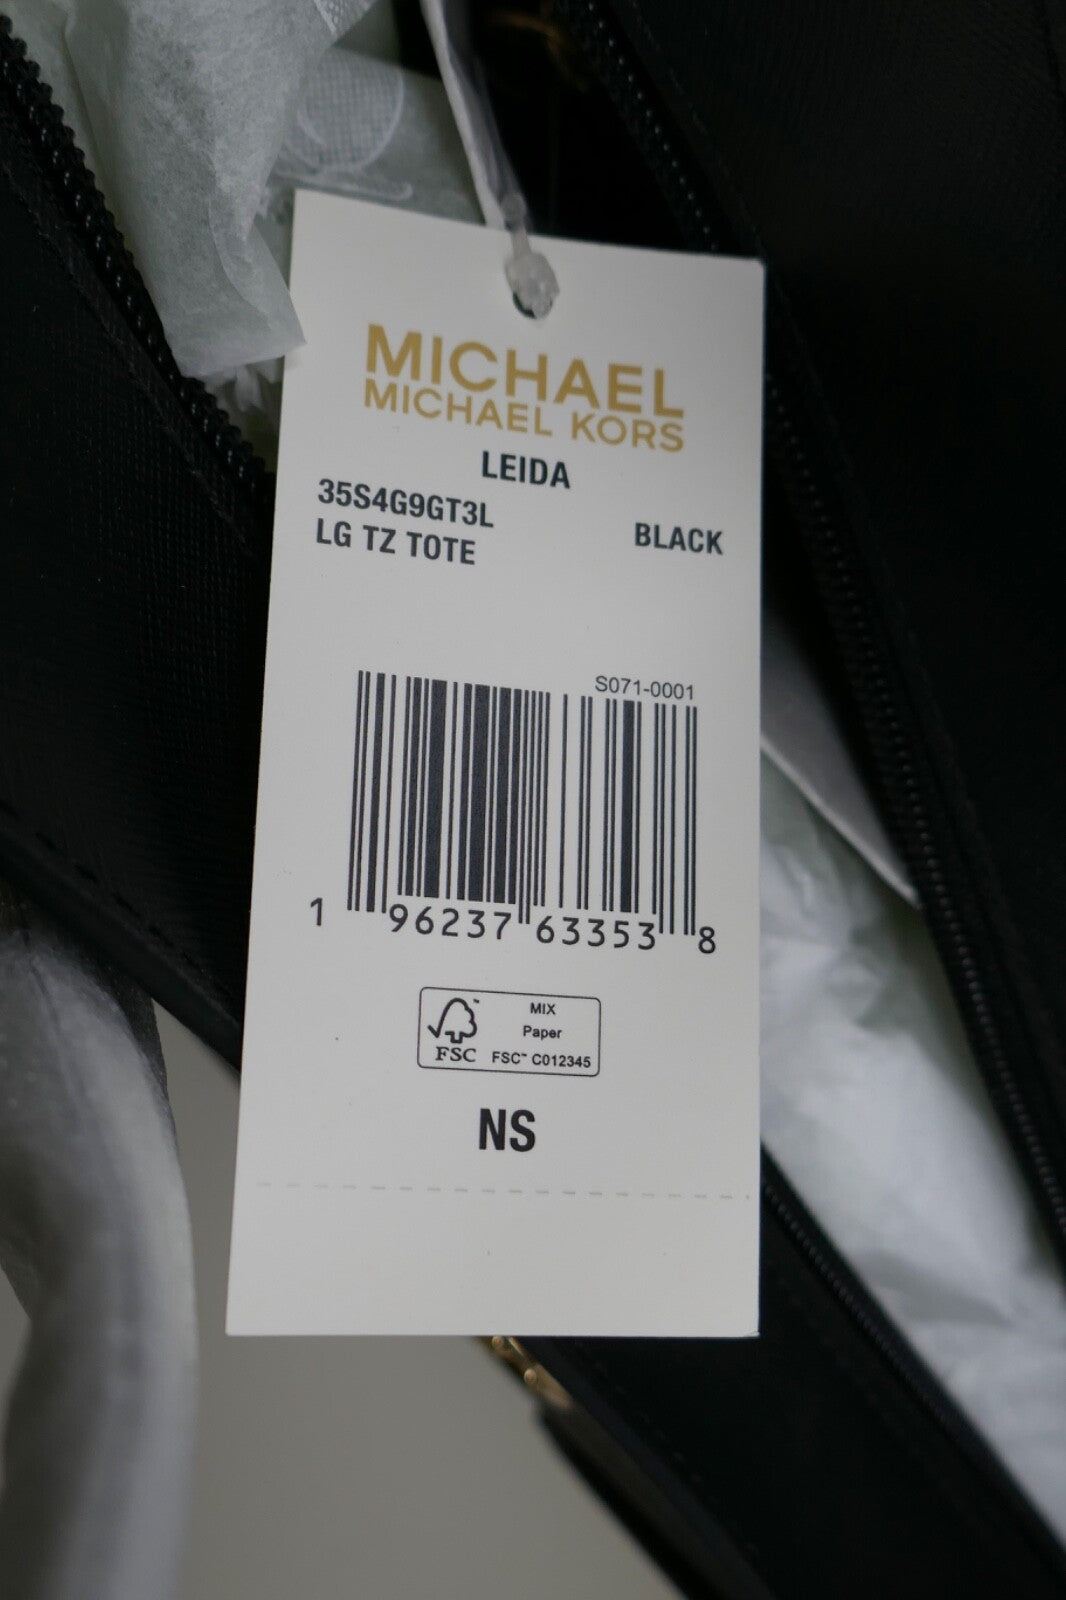 MICHAEL
MICHAEL KORS
LEIDA
35S4G9GT3L
LG TZ TOTE
BLACK
S071-0001
1 96237 63353 8
FSC
MIX
Paper
FSC™ C012345
NS